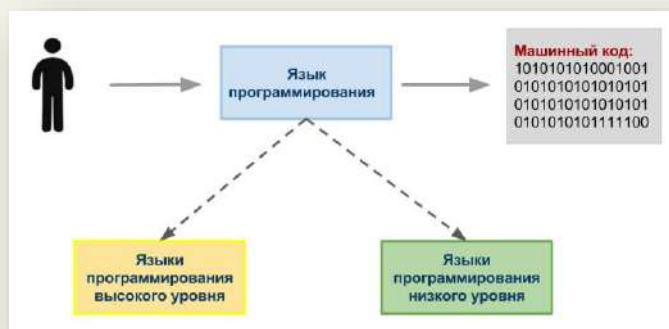 Язык
программирования
Машинный код:
1010101010001001
0101010101010101
0101010101010101
0101010101111100
Языки
программирования
высокого уровня
Языки
программирования
низкого уровня